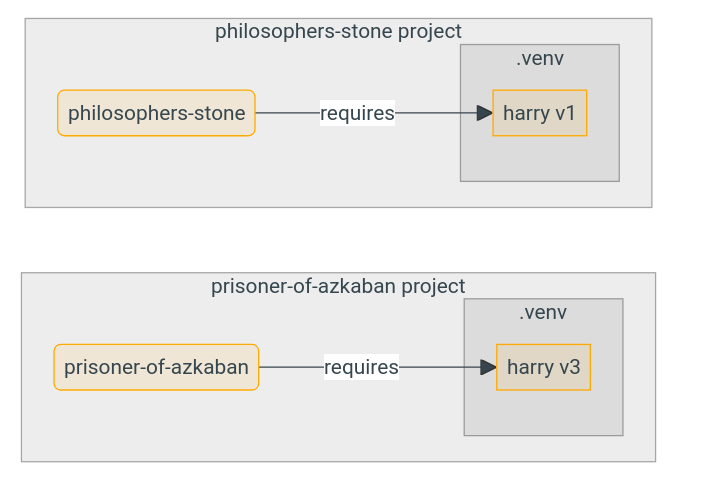 philosophers-stone project
.venv
philosophers-stone
requires
harry v1
prisoner-of-azkaban project
.venv
prisoner-of-azkaban
requires
harry v3